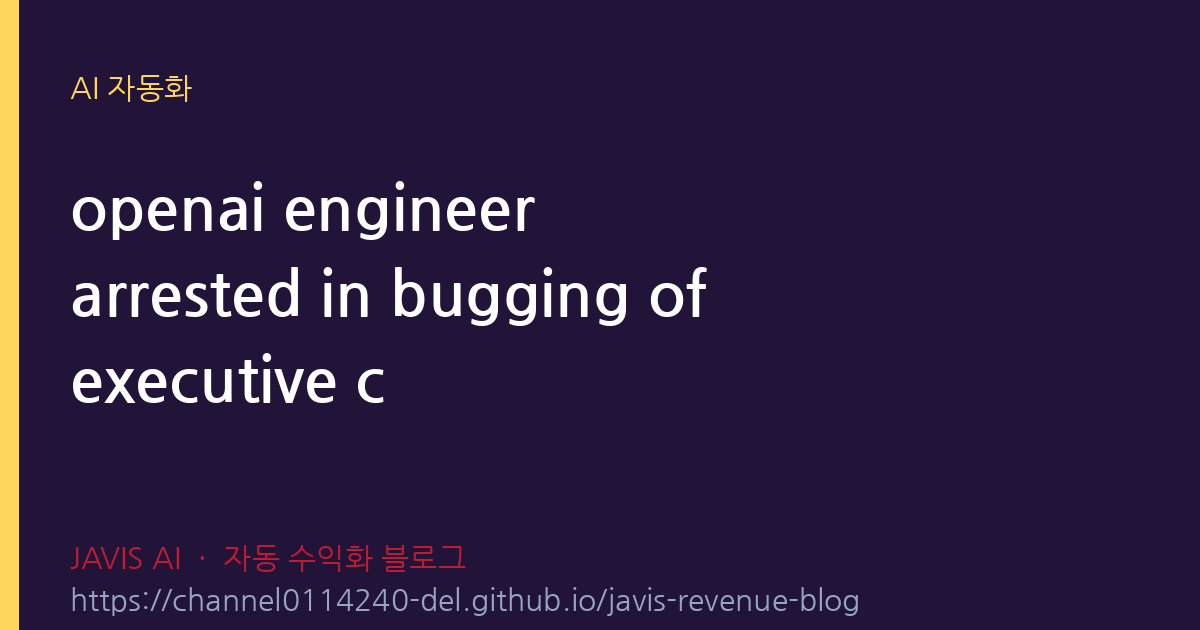 AI 자동화
openai engineer
arrested in bugging of
executive c
JAVIS AI · 자동 수익화 블로그
https://channel0114240-del.github.io/javis-revenue-blog